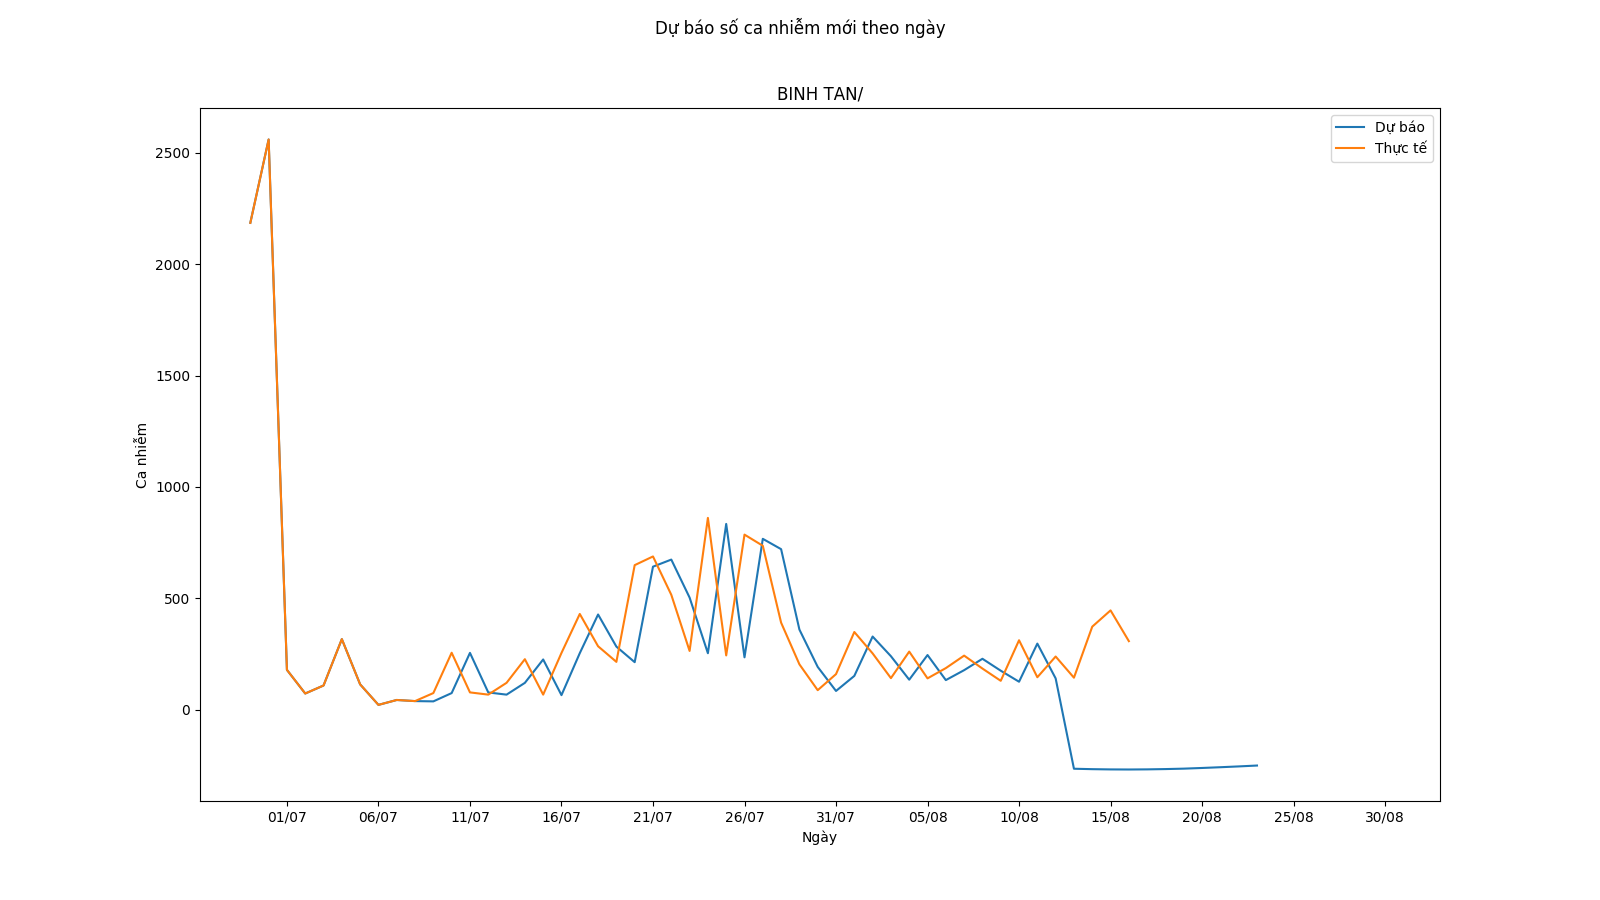 Dự báo số ca nhiễm mới theo ngày
BINH TAN/
Dự báo
Thực tế
Ca nhiễm
2500
2000
1500
1000
500
0
01/07 06/07 11/07 16/07 21/07 26/07 31/07 05/08 10/08 15/08 20/08 25/08 30/08
Ngày